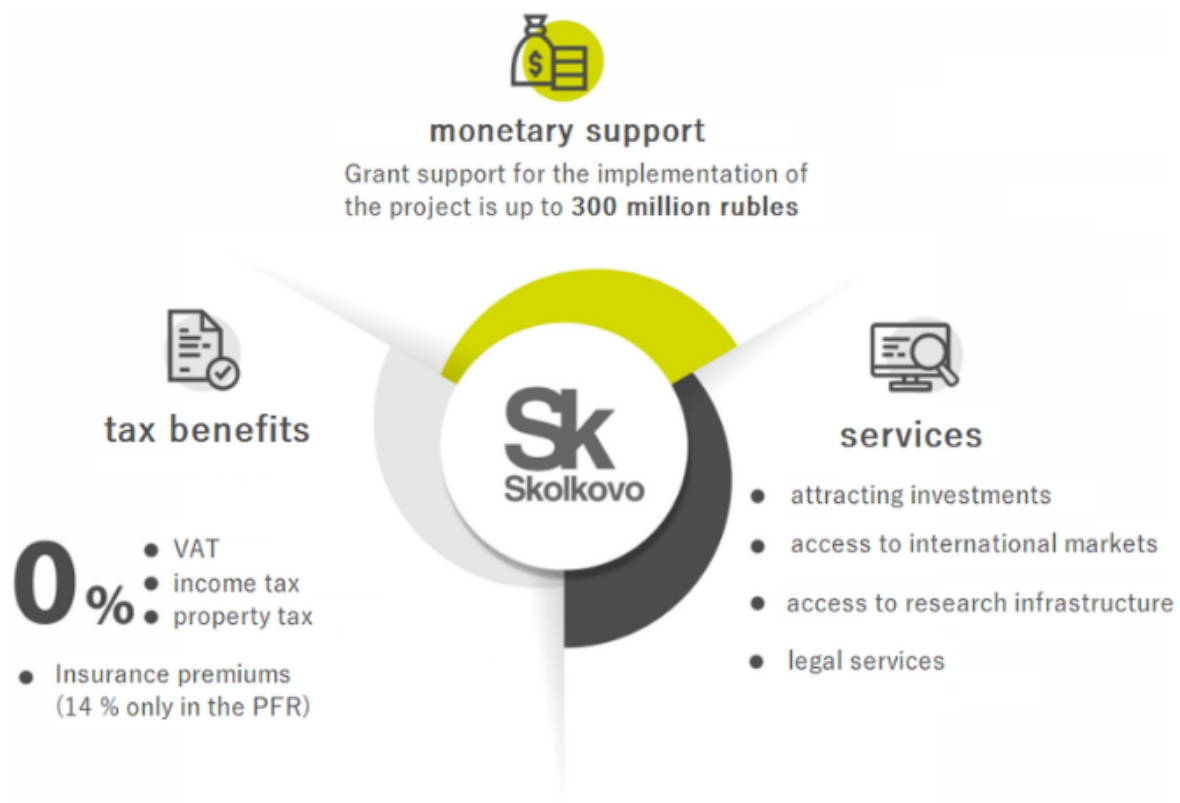 $
monetary support
Grant support for the implementation of
the project is up to 300 million rubles
tax benefits
0%
● VAT
● income tax
● property tax
● Insurance premiums
(14 % only in the PFR)
Sk
Skolkovo
services
● attracting investments
● access to international markets
● access to research infrastructure
● legal services